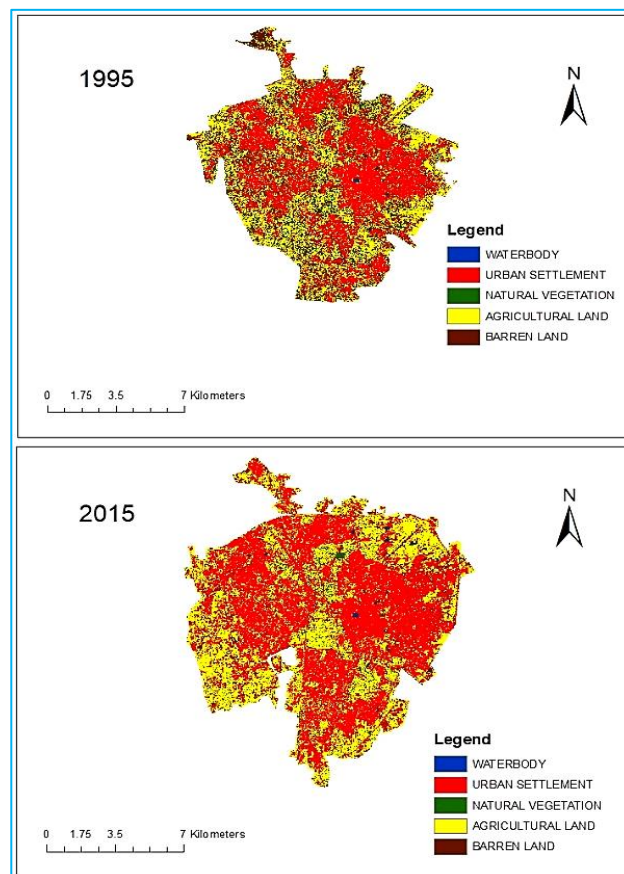 1995
N
Legend
WATERBODY
URBAN SETTLEMENT
NATURAL VEGETATION
AGRICULTURAL LAND
BARREN LAND
0 1.75 3.5 7 Kilometers
2015
N
Legend
WATERBODY
URBAN SETTLEMENT
NATURAL VEGETATION
AGRICULTURAL LAND
BARREN LAND
0 1.75 3.5 7 Kilometers